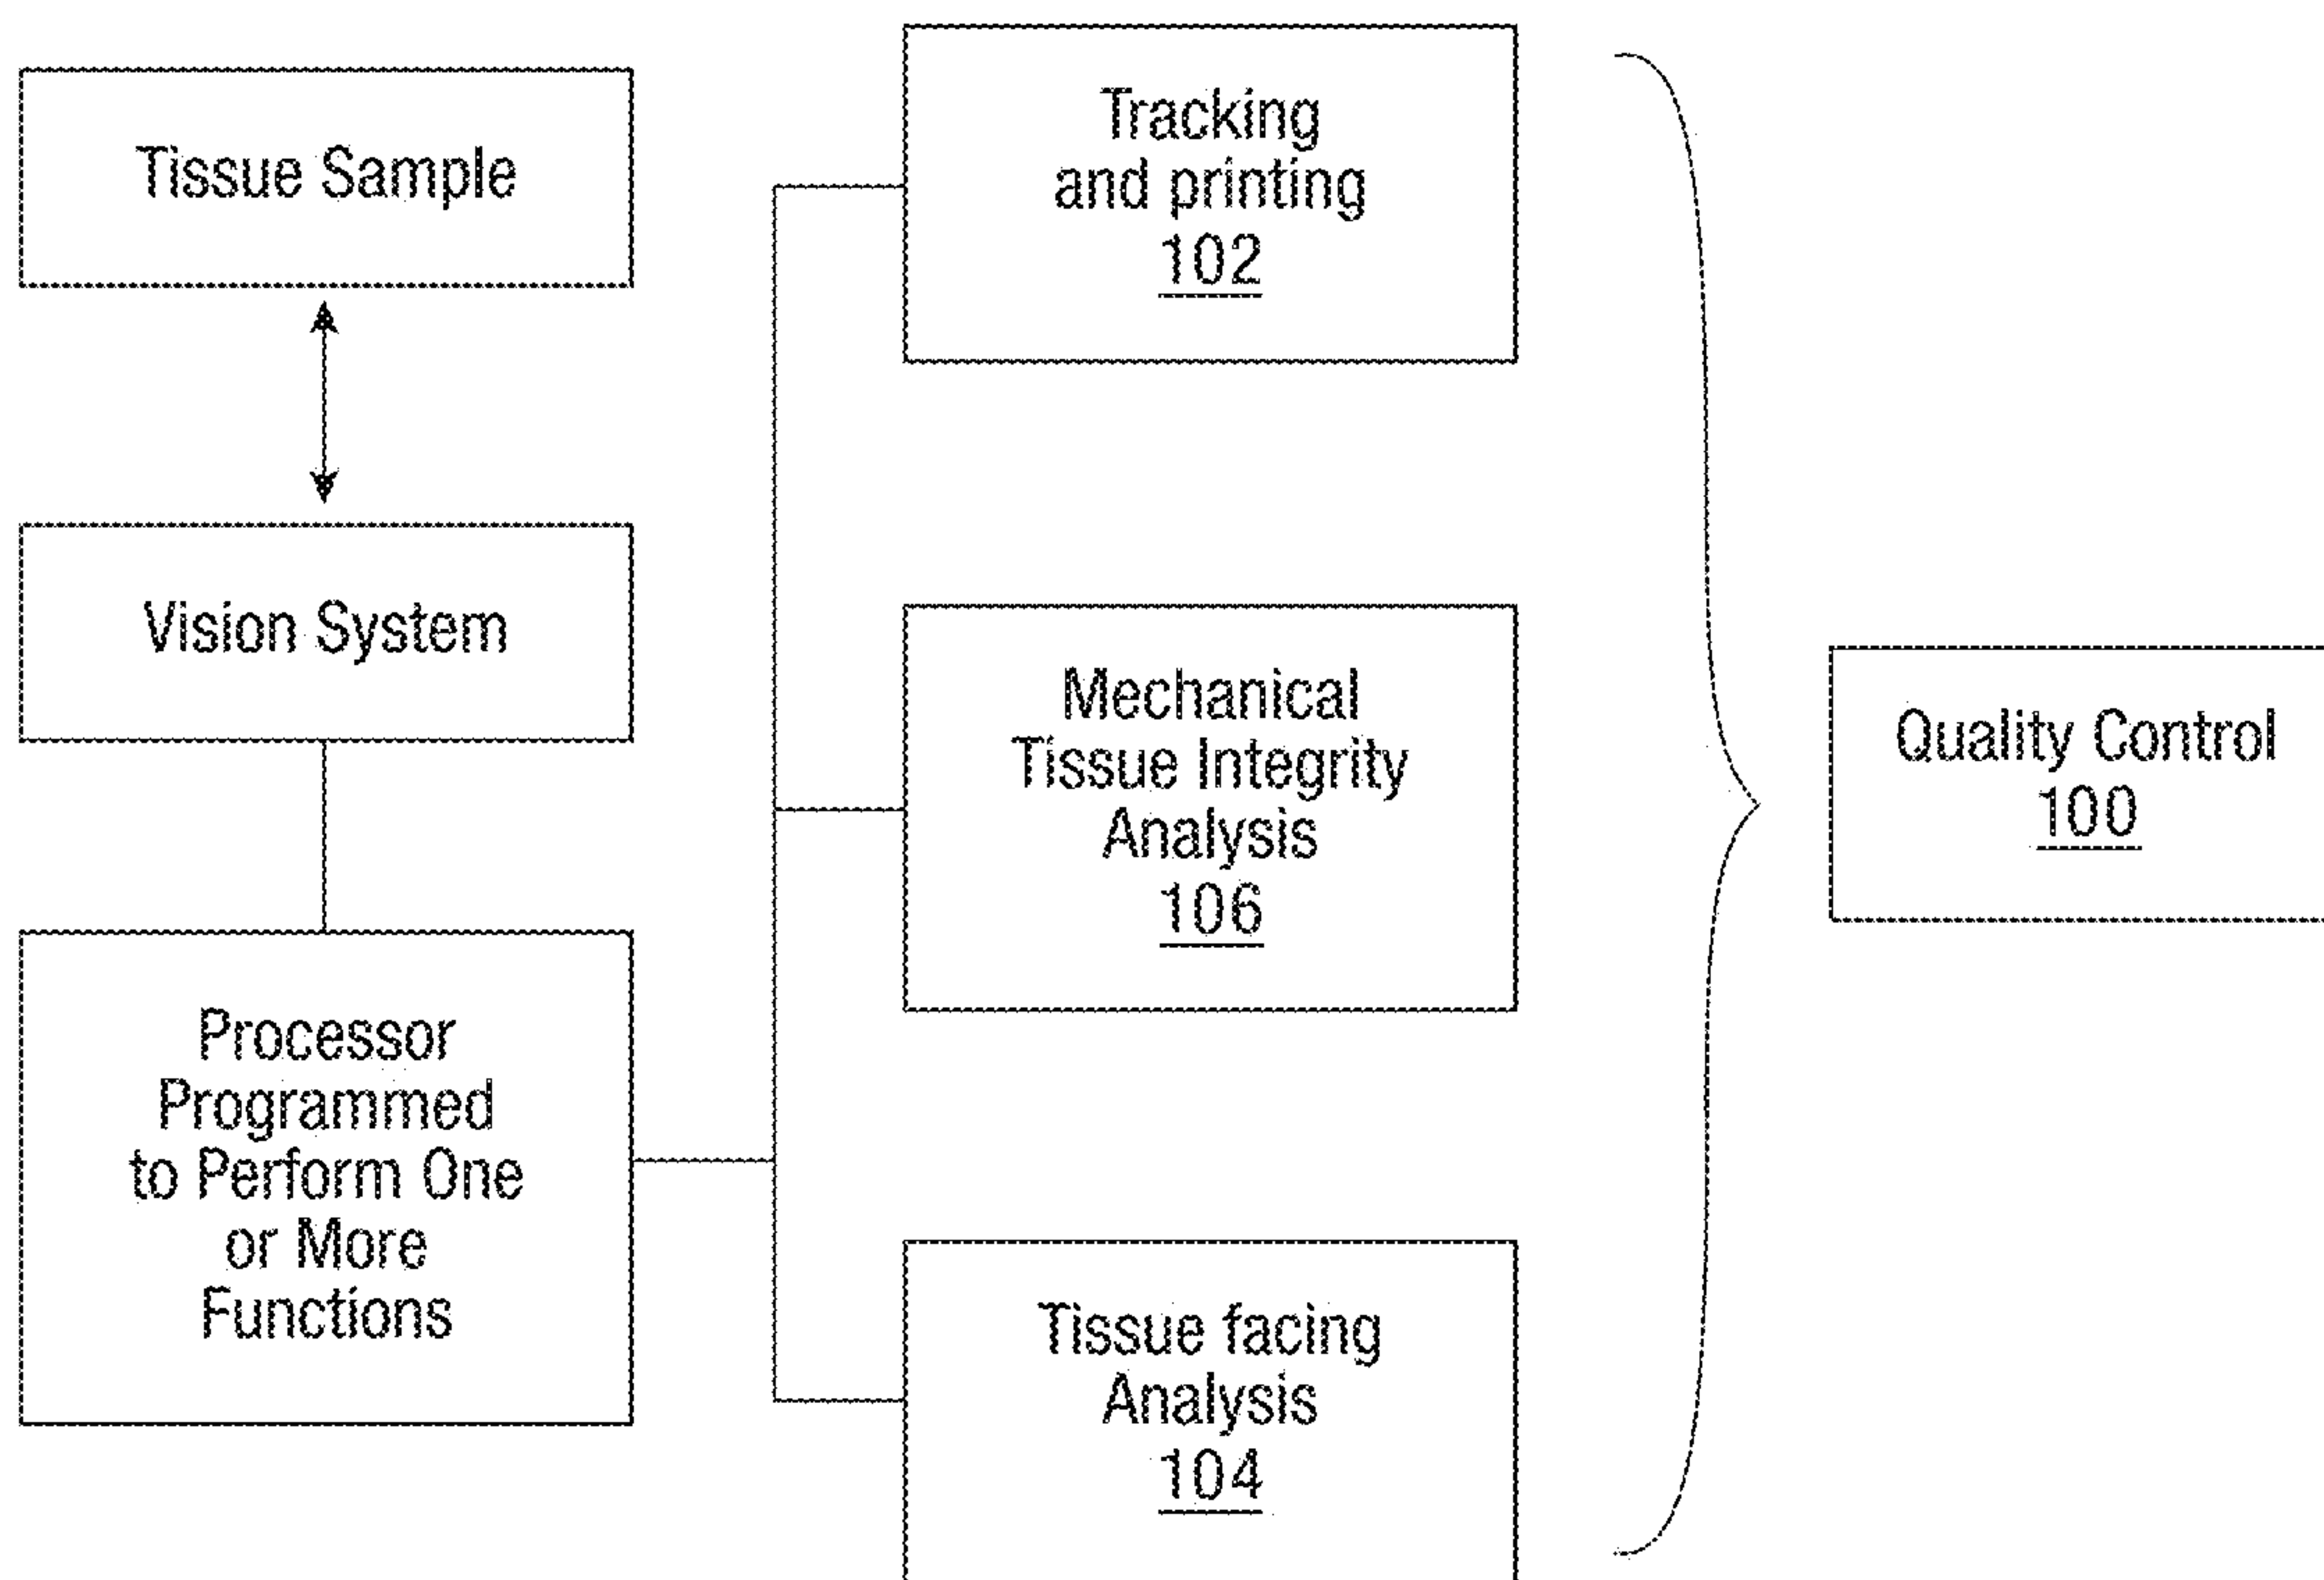 Tissue Sample
Vision System
Processor
Programmed
to Perform One
or More
Functions
Tracking
and printing
102
Mechanical
Tissue Integrity
Analysis
106
Tissue facing
Analysis
104
Quality Control
100